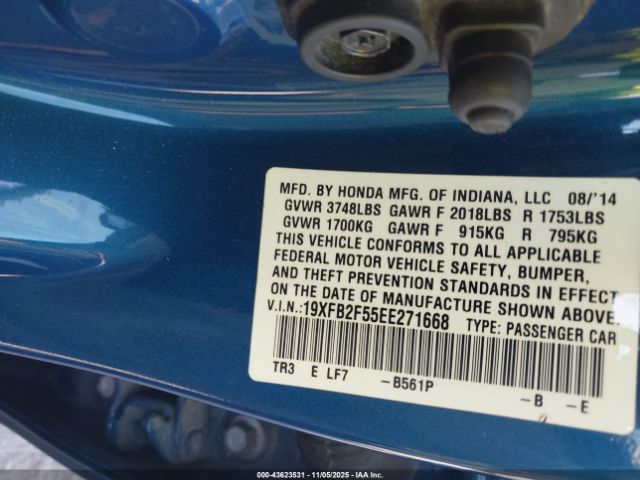 MFD. BY HONDA MFG. OF INDIANA, LLC 08/'14
GVWR 3748LBS GAWR F 2018LBS R 1753LBS
GVWR 1700KG GAWR F 915KG R 795KG
THIS VEHICLE CONFORMS TO ALL APPLICABLE
FEDERAL MOTOR VEHICLE SAFETY, BUMPER,
AND THEFT PREVENTION STANDARDS IN EFFECT
ON THE DATE OF MANUFACTURE SHOWN ABOVE.
V.I.N.:19XFB2F55EE271668 TYPE: PASSENGER CAR
TR3 E LF7 -B561P -B -E
000-43623531 - 11/05/2025 - IAA Inc.